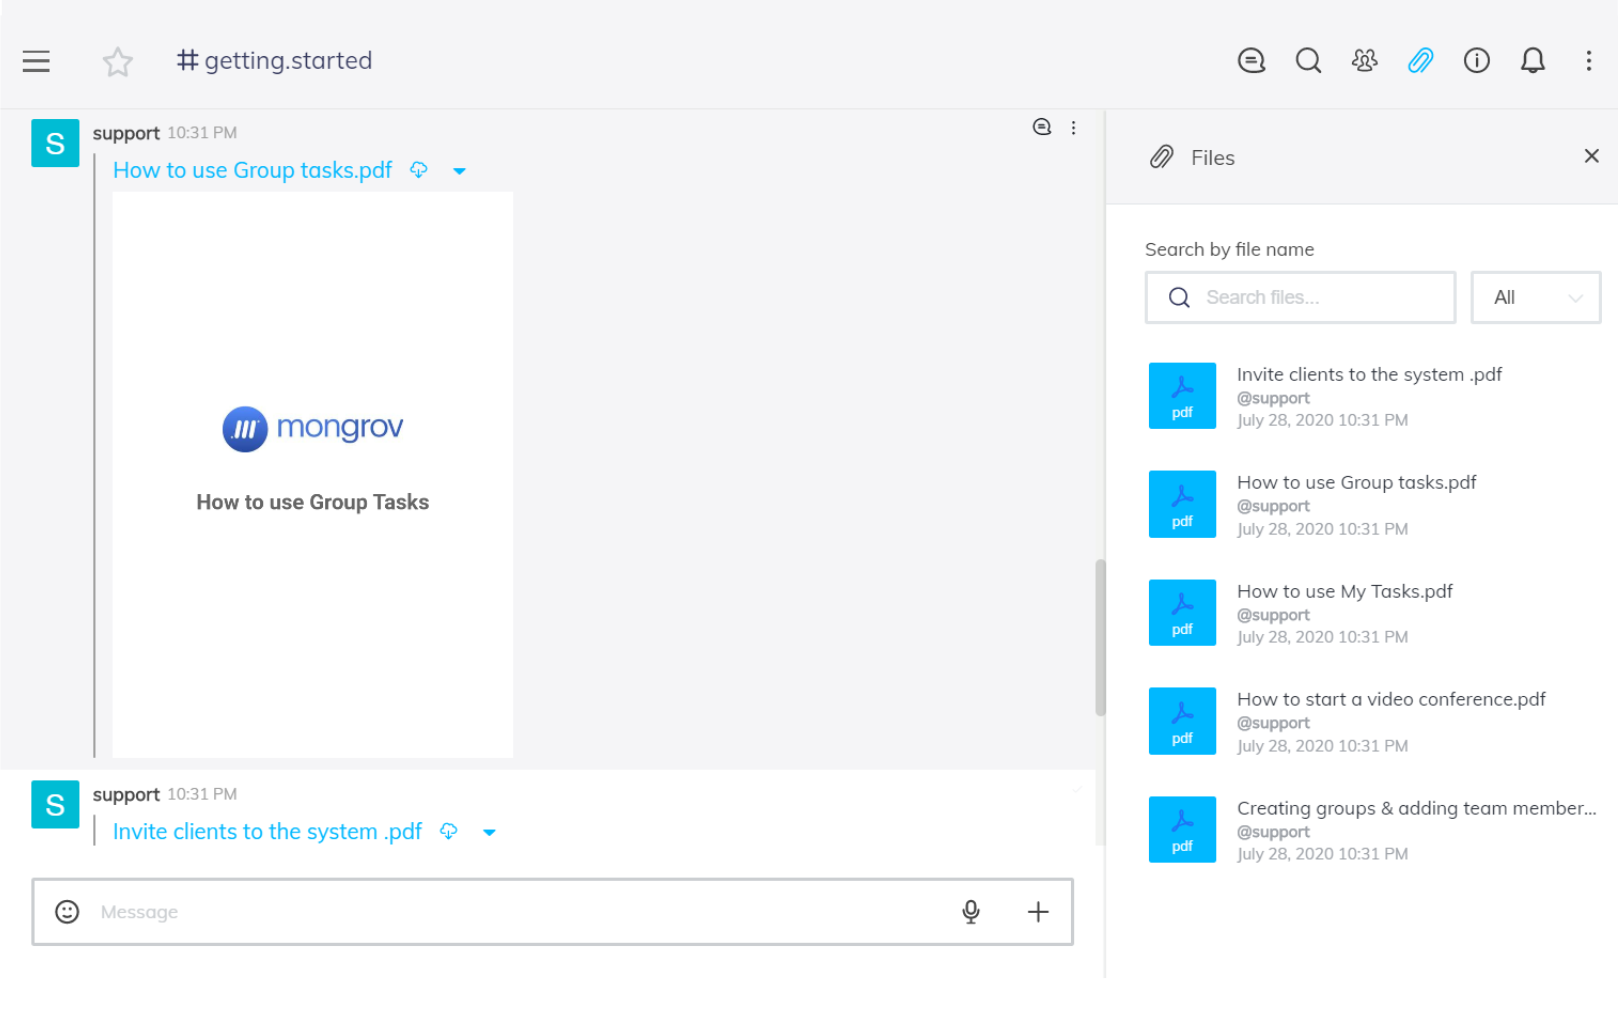 # getting.started
S
support 10:31 PM
How to use Group tasks.pdf
mongrov
How to use Group Tasks
S
support 10:31 PM
Invite clients to the system .pdf
Message
Files
Search by file name
Search files...
All
pdf
Invite clients to the system .pdf
@support
July 28, 2020 10:31 PM
pdf
How to use Group tasks.pdf
@support
July 28, 2020 10:31 PM
pdf
How to use My Tasks.pdf
@support
July 28, 2020 10:31 PM
pdf
How to start a video conference.pdf
@support
July 28, 2020 10:31 PM
pdf
Creating groups & adding team member...
@support
July 28, 2020 10:31 PM